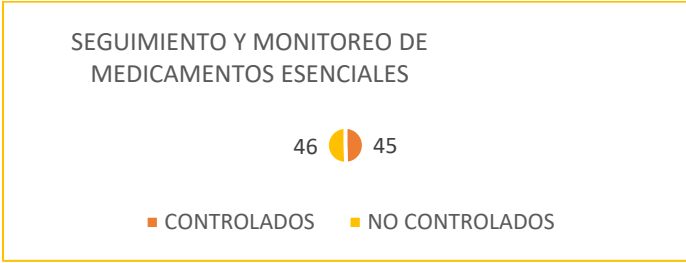 SEGUIMIENTO Y MONITOREO DE
MEDICAMENTOS ESENCIALES
46 45
CONTROLADOS NO CONTROLADOS